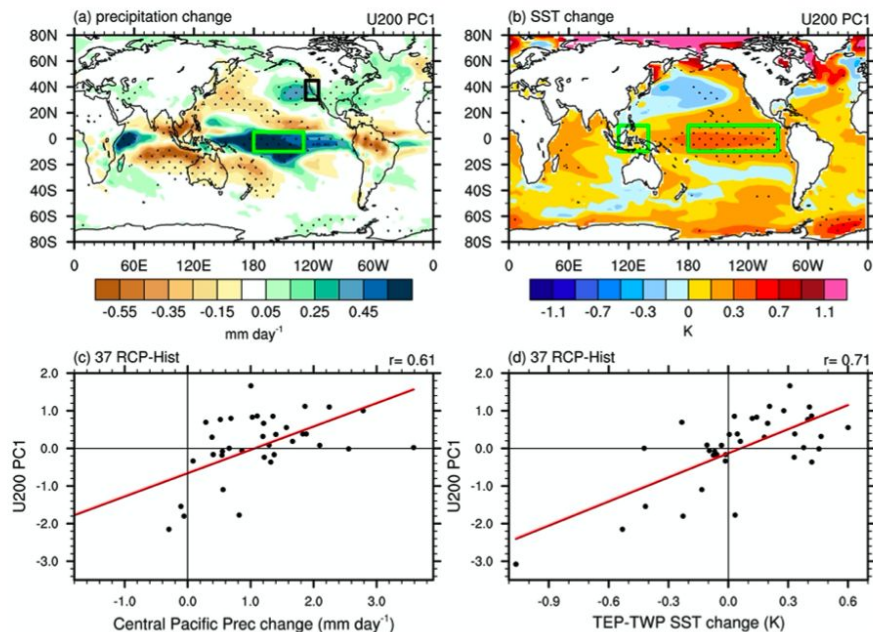 (a) precipitation change U200 PC1
80N
60N
40N
20N
0
20S
40S
60S
80S
0 60E 120E 180 120W 60W 0
-0.55 -0.35 -0.15 0.05 0.25 0.45
mm day-1
(b) SST change U200 PC1
80N
60N
40N
20N
0
20S
40S
60S
80S
0 60E 120E 180 120W 60W 0
-1.1 -0.7 -0.3 0 0.3 0.7 1.1
K
(c) 37 RCP-Hist r= 0.61
2.0
1.0
0.0
-1.0
-2.0
-3.0
U200 PC1
-1.0 0.0 1.0 2.0 3.0
Central Pacific Prec change (mm day-1)
(d) 37 RCP-Hist r= 0.71
2.0
1.0
0.0
-1.0
-2.0
-3.0
U200 PC1
-0.9 -0.6 -0.3 0.0 0.3 0.6
TEP-TWP SST change (K)